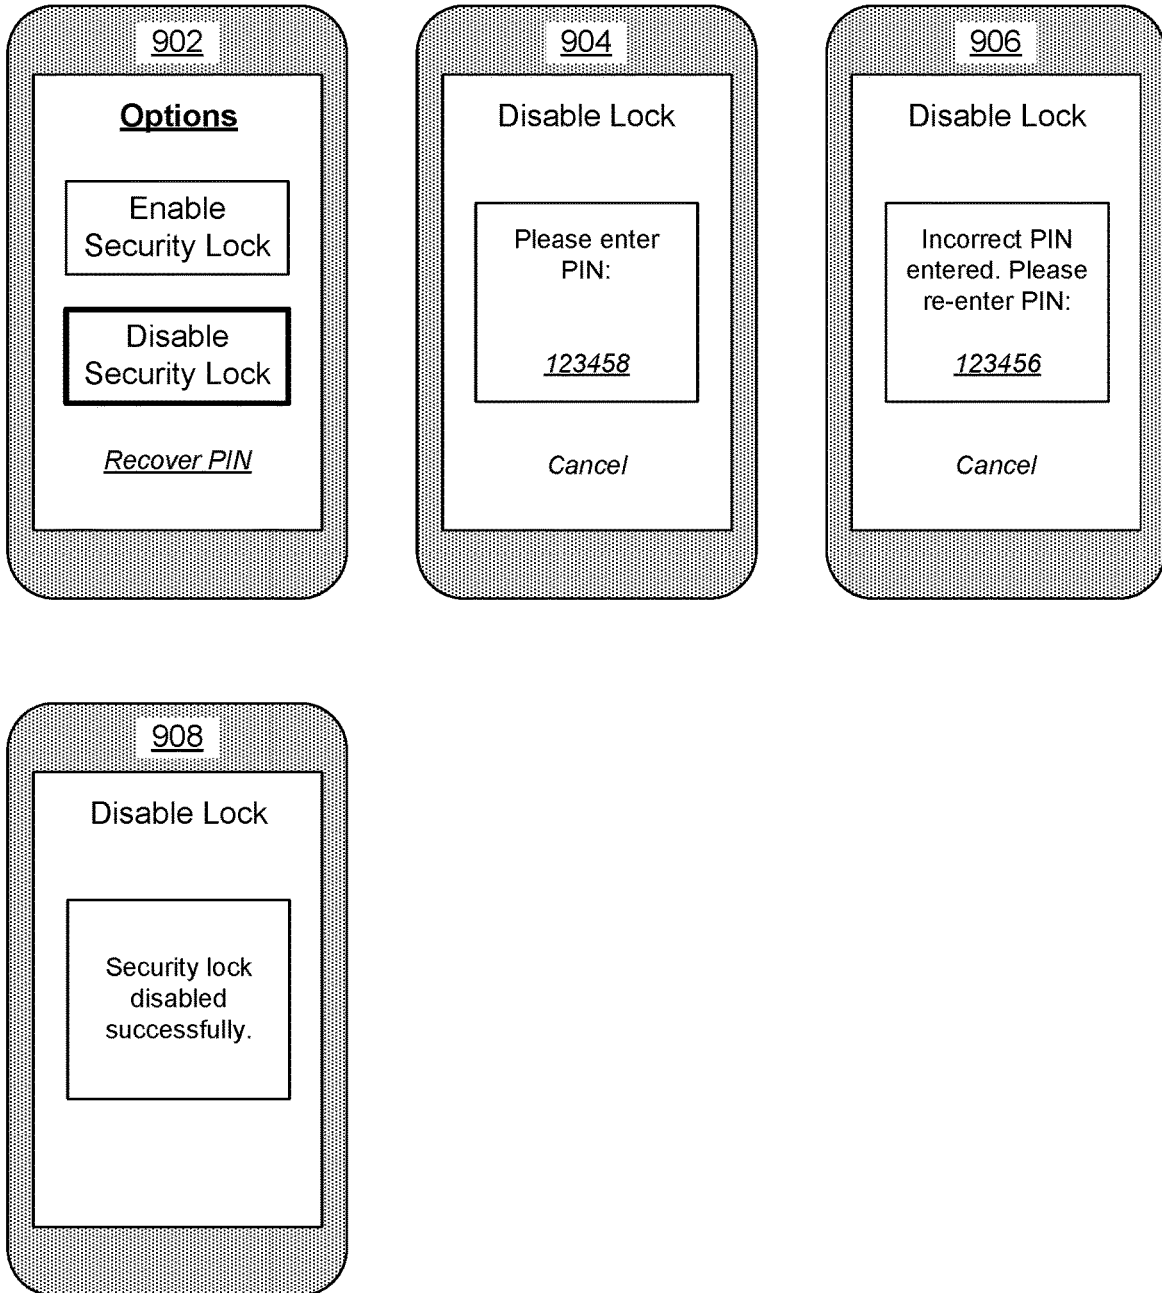 902
Options
Enable
Security Lock
Disable
Security Lock
Recover PIN
904
Disable Lock
Please enter
PIN:
123458
Cancel
906
Disable Lock
Incorrect PIN
entered. Please
re-enter PIN:
123456
Cancel
908
Disable Lock
Security lock
disabled
successfully.